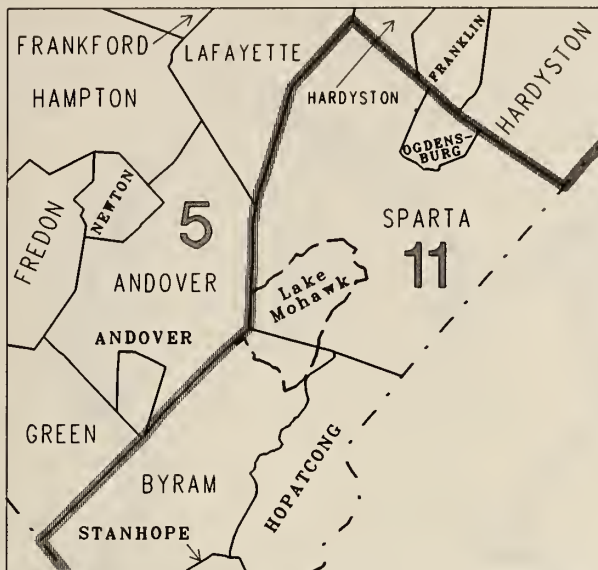 FRANKFORD
LAFAYETTE
HAMPTON
HARDYSTON
FRANKLIN
HARDYSTON
OGDENS-
BURG
NEWTON
FREDON
5
SPARTA
11
ANDOVER
Lake
Mohawk
ANDOVER
GREEN
BYRAM
HOPATCONG
STANHOPE